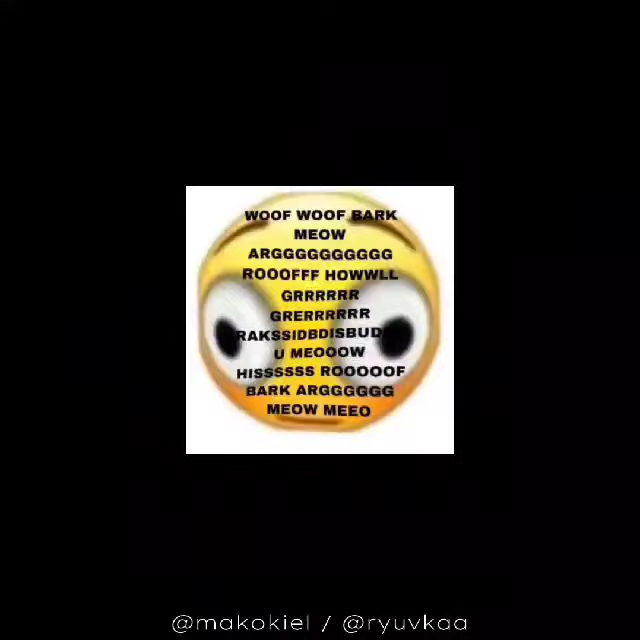 WOOF WOOF BARK
MEOW
ARGGGGGGGGGG
ROOOFFF HOWWLL
GRRRRRR
GRERRRRRR
RAKSSIDBDISBUD
U MEOOOW
HISSSSSS ROOOOOF
BARK ARGGGGGG
MEOW MEEO
@makokiel / @ryuvkaa